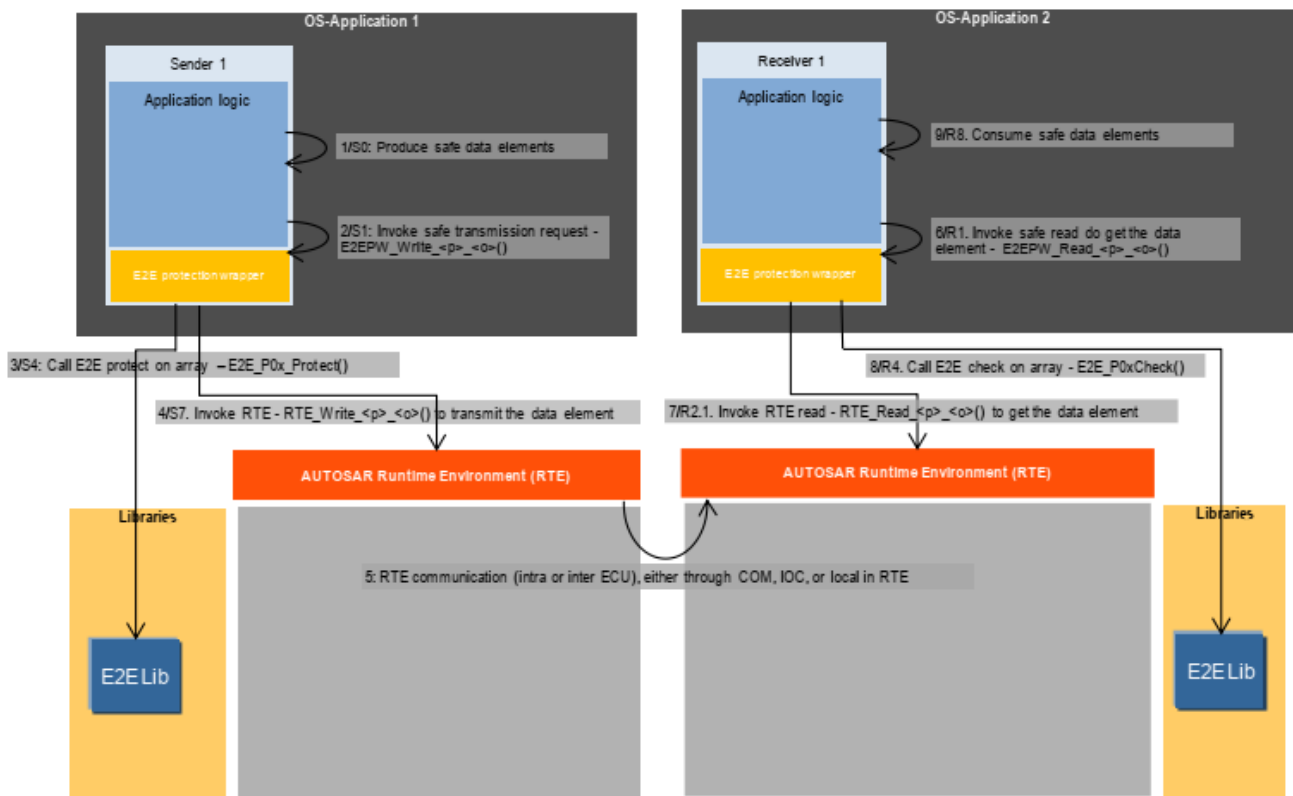 OS-Application 1
Sender 1
Application logic
1/S0: Produce safe data elements
2/S1: Invoke safe transmission request -
E2EPW_Write_<p>_<o>()
E2E protection wrapper
3/S4: Call E2E protect on array – E2E_P0x_Protect()
4/S7. Invoke RTE - RTE_Write_<p>_<o>() to transmit the data element
AUTOSAR Runtime Environment (RTE)
Libraries
E2E Lib
OS-Application 2
Receiver 1
Application logic
9/R8. Consume safe data elements
6/R1. Invoke safe read do get the data
element - E2EPW_Read_<p>_<o>()
E2E protection wrapper
8/R4. Call E2E check on array - E2E_P0xCheck()
7/R2.1. Invoke RTE read - RTE_Read_<p>_<o>() to get the data element
AUTOSAR Runtime Environment (RTE)
Libraries
5: RTE communication (intra or inter ECU), either through COM, IOC, or local in RTE
E2E Lib